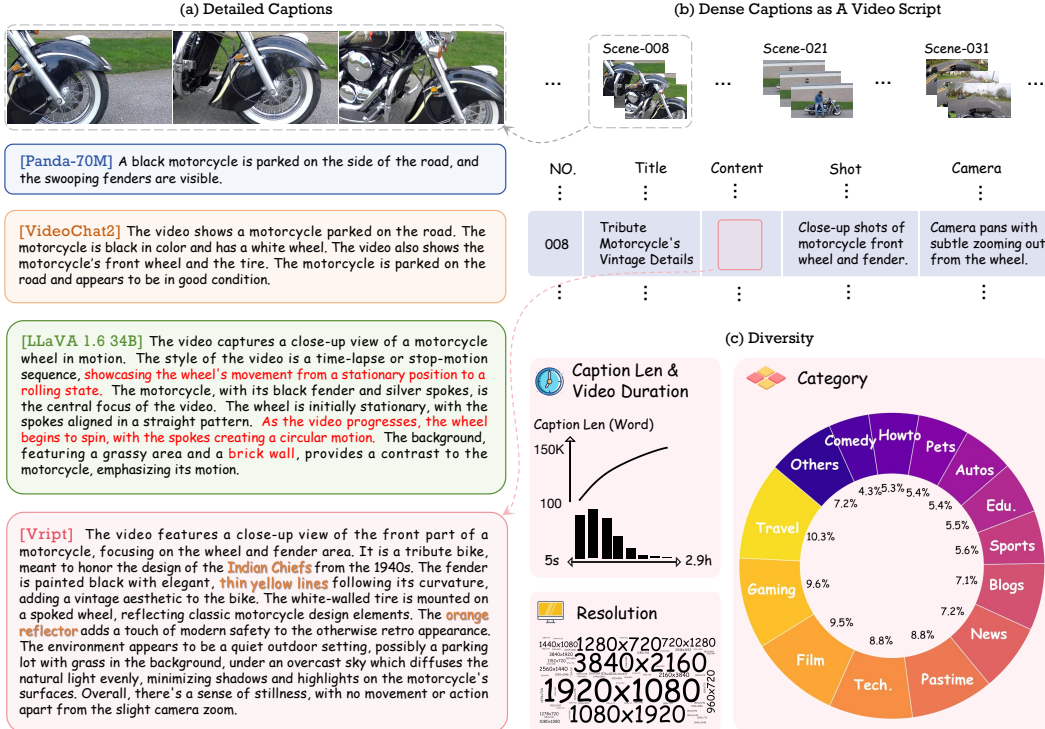 (a) Detailed Captions
[Panda-70M] A black motorcycle is parked on the side of the road, and
the swooping fenders are visible.
[VideoChat2] The video shows a motorcycle parked on the road. The
motorcycle is black in color and has a white wheel. The video also shows the
motorcycle's front wheel and the tire. The motorcycle is parked on the
road and appears to be in good condition.
[LLaVA 1.6 34B] The video captures a close-up view of a motorcycle
wheel in motion. The style of the video is a time-lapse or stop-motion
sequence, showcasing the wheel's movement from a stationary position to a
rolling state. The motorcycle, with its black fender and silver spokes, is
the central focus of the video. The wheel is initially stationary, with the
spokes aligned in a straight pattern. As the video progresses, the wheel
begins to spin, with the spokes creating a circular motion. The background,
featuring a grassy area and a brick wall, provides a contrast to the
motorcycle, emphasizing its motion.
[Vript] The video features a close-up view of the front part of a
motorcycle, focusing on the wheel and fender area. It is a tribute bike,
meant to honor the design of the Indian Chiefs from the 1940s. The fender
is painted black with elegant, thin yellow lines following its curvature,
adding a vintage aesthetic to the bike. The white-walled tire is mounted on
a spoked wheel, reflecting classic motorcycle design elements. The orange
reflector adds a touch of modern safety to the otherwise retro appearance.
The environment appears to be a quiet outdoor setting, possibly a parking
lot with grass in the background, under an overcast sky which diffuses the
natural light evenly, minimizing shadows and highlights on the motorcycle's
surfaces. Overall, there's a sense of stillness, with no movement or action
apart from the slight camera zoom.
(b) Dense Captions as A Video Script
Scene-008 Scene-021 Scene-031
... ... ... ...
NO. Title Content Shot Camera
008
Tribute
Motorcycle's
Vintage Details
Close-up shots of
motorcycle front
wheel and fender.
Camera pans with
subtle zooming out
from the wheel.
(c) Diversity
Caption Len &
Video Duration
Caption Len (Word)
150K
100
5s
2.9h
Resolution
1440x1080
1280x720
720x1280
3840x2160
2560x1440
1920x1080
960x720
1080x1920
Category
Others
Comedy
Howto
Pets
Autos
Edu.
Sports
Blogs
News
Pastime
Tech.
Film
Gaming
Travel
7.2%
4.3%
5.3%
5.4%
5.4%
5.5%
5.6%
7.1%
7.2%
8.8%
8.8%
9.5%
9.6%
10.3%